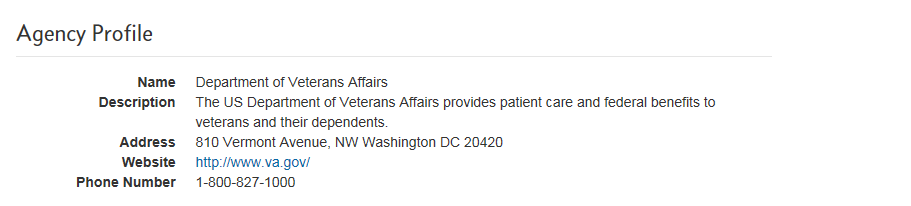 Agency Profile
Name Department of Veterans Affairs
Description The US Department of Veterans Affairs provides patient care and federal benefits to
veterans and their dependents.
Address 810 Vermont Avenue, NW Washington DC 20420
Website http://www.va.gov/
Phone Number 1-800-827-1000